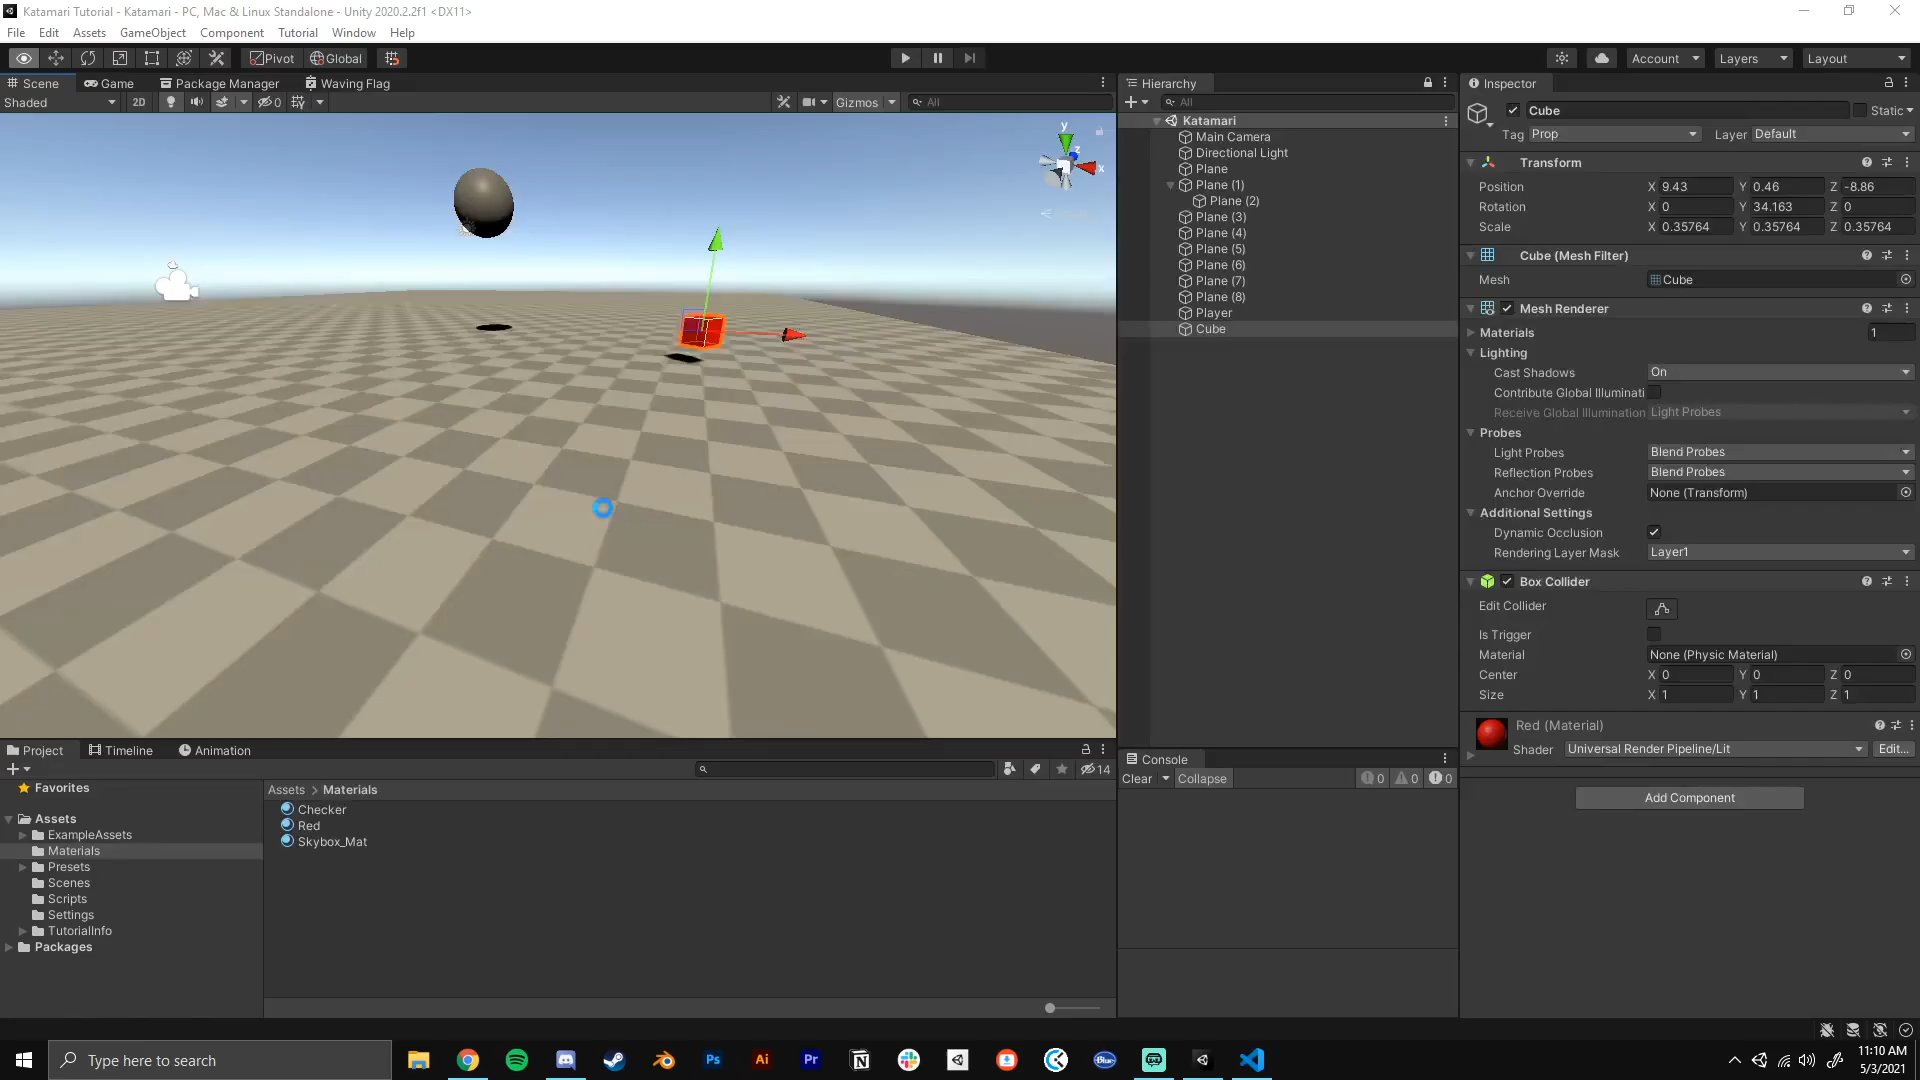 Katamari Tutorial - Katamari - PC, Mac & Linux Standalone - Unity 2020.2.2f1 <DX11>
File Edit Assets GameObject Component Tutorial Window Help
Pivot Global Account Layers Layout
Scene Game Package Manager Waving Flag
Shaded 2D 0 Gizmos All
y
z
x
Hierarchy
All
Katamari
Main Camera
Directional Light
Plane
Plane (1)
Plane (2)
Plane (3)
Plane (4)
Plane (5)
Plane (6)
Plane (7)
Plane (8)
Player
Cube
Inspector
Cube Static
Tag Prop Layer Default
Transform
Position X 9.43 Y 0.46 Z -8.86
Rotation X 0 Y 34.163 Z 0
Scale X 0.35764 Y 0.35764 Z 0.35764
Cube (Mesh Filter)
Mesh Cube
Mesh Renderer
Materials 1
Lighting
Cast Shadows On
Contribute Global Illuminati
Receive Global Illumination Light Probes
Probes
Light Probes Blend Probes
Reflection Probes Blend Probes
Anchor Override None (Transform)
Additional Settings
Dynamic Occlusion
Rendering Layer Mask Layer1
Box Collider
Edit Collider
Is Trigger
Material None (Physic Material)
Center X 0 Y 0 Z 0
Size X 1 Y 1 Z 1
Red (Material)
Shader Universal Render Pipeline/Lit Edit...
Add Component
Project Timeline Animation
14
Favorites
Assets
ExampleAssets
Materials
Presets
Scenes
Scripts
Settings
TutorialInfo
Packages
Assets > Materials
Checker
Red
Skybox_Mat
Console
Clear Collapse 0 0 0
Type here to search
Ps Ai Pr N Blue
11:10 AM
5/3/2021